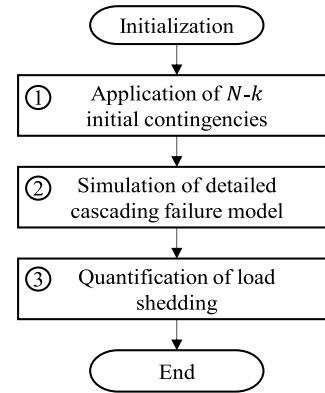 Initialization
① Application of N-k
initial contingencies
② Simulation of detailed
cascading failure model
③ Quantification of load
shedding
End